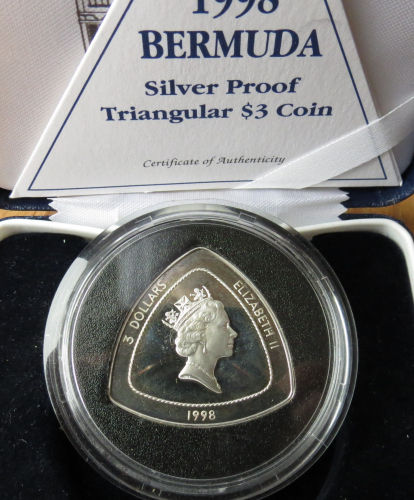 1998
BERMUDA
Silver Proof
Triangular $3 Coin
Certificate of Authenticity
3 DOLLARS
ELIZABETH II
1998